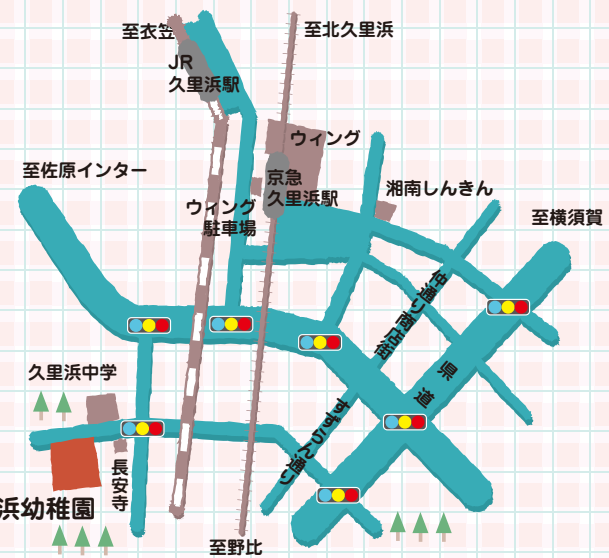 至衣笠
至北久里浜
JR
久里浜駅
ウィング
至佐原インター
京急
久里浜駅
湘南しんきん
ウィング
駐車場
至横須賀
仲通り商店街
県道
久里浜中学
すずらん通り
長安寺
浜幼稚園
至野比